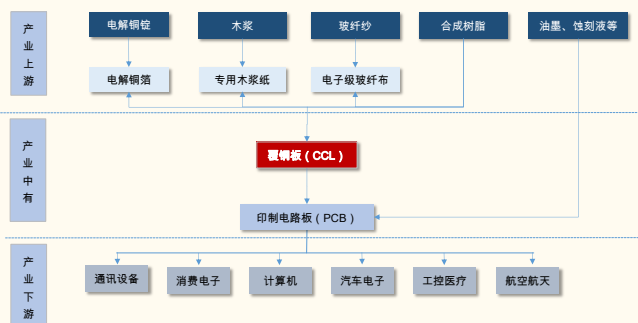 产业上游
电解铜锭
木浆
玻纤纱
合成树脂
油墨、蚀刻液等
电解铜箔
专用木浆纸
电子级玻纤布
产业中有
覆铜板（CCL）
印制电路板（PCB）
产业下游
通讯设备
消费电子
计算机
汽车电子
工控医疗
航空航天